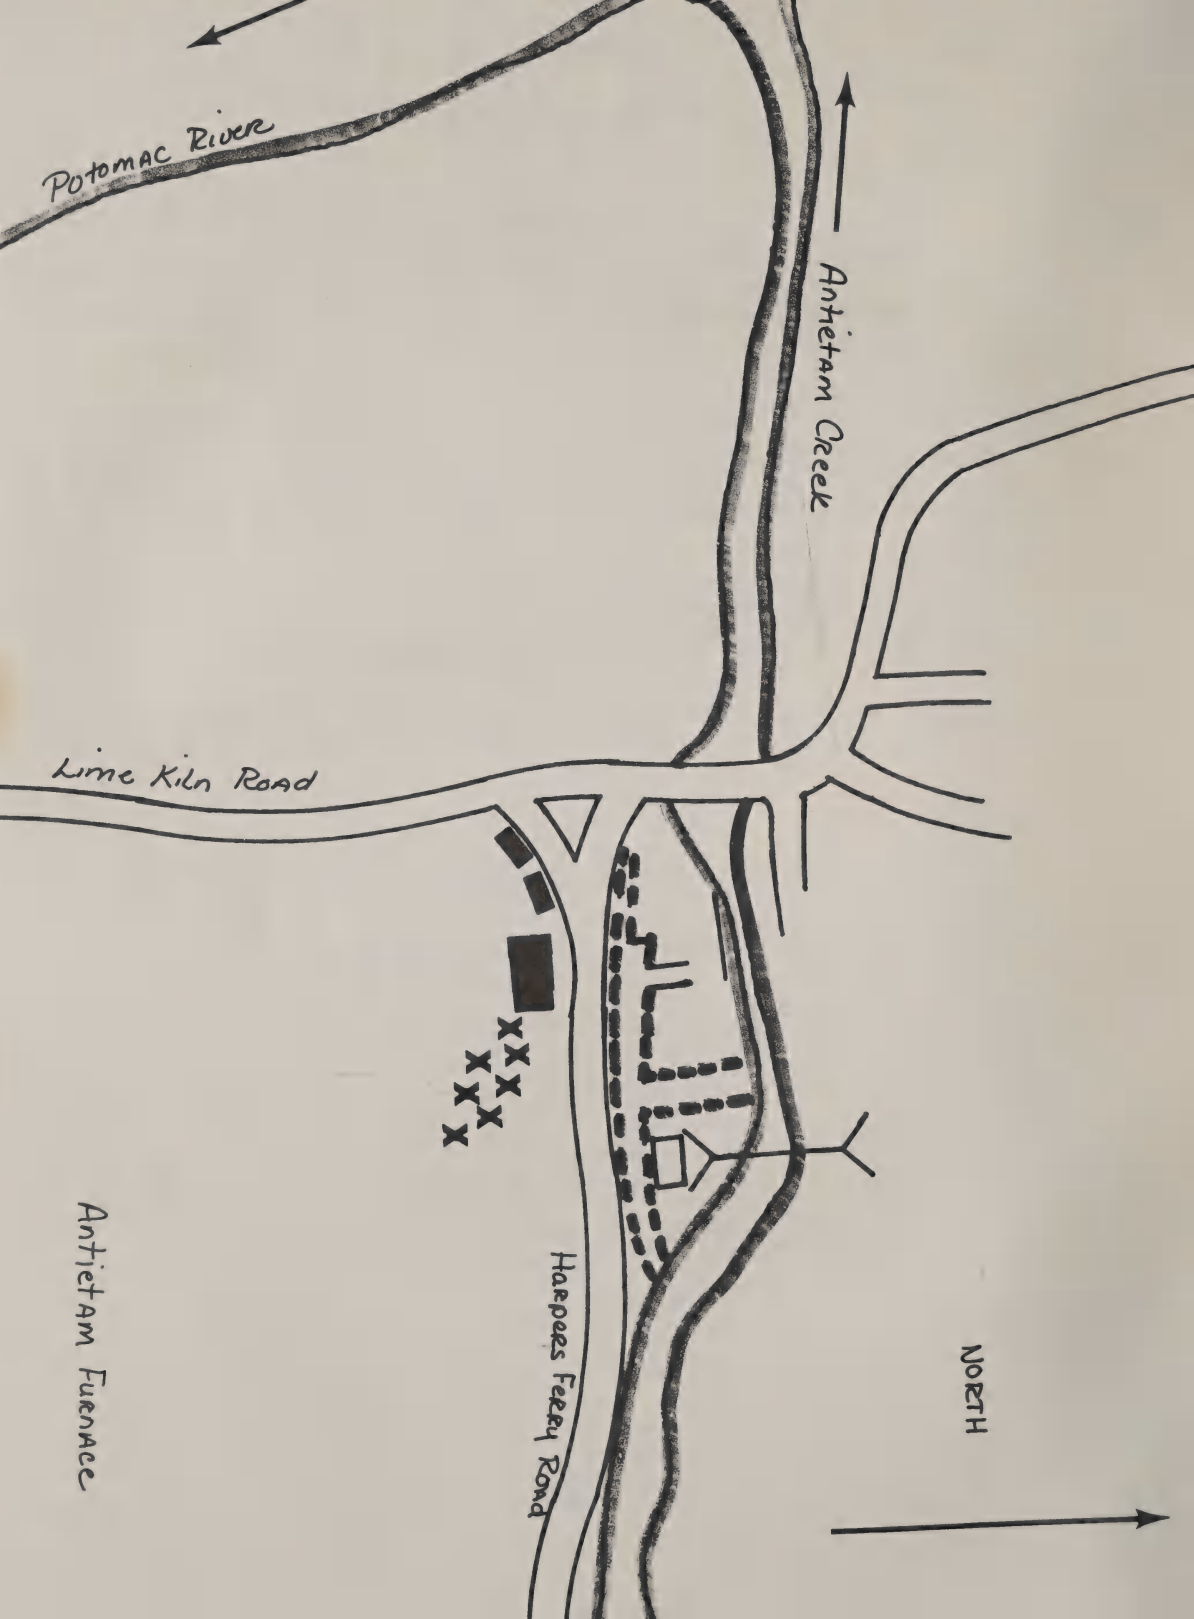 Potomac River
Antietam Creek
Lime Kiln Road
Harpers Ferry Road
Antietam Furnace
NORTH
X
X
X
X
X
X
X